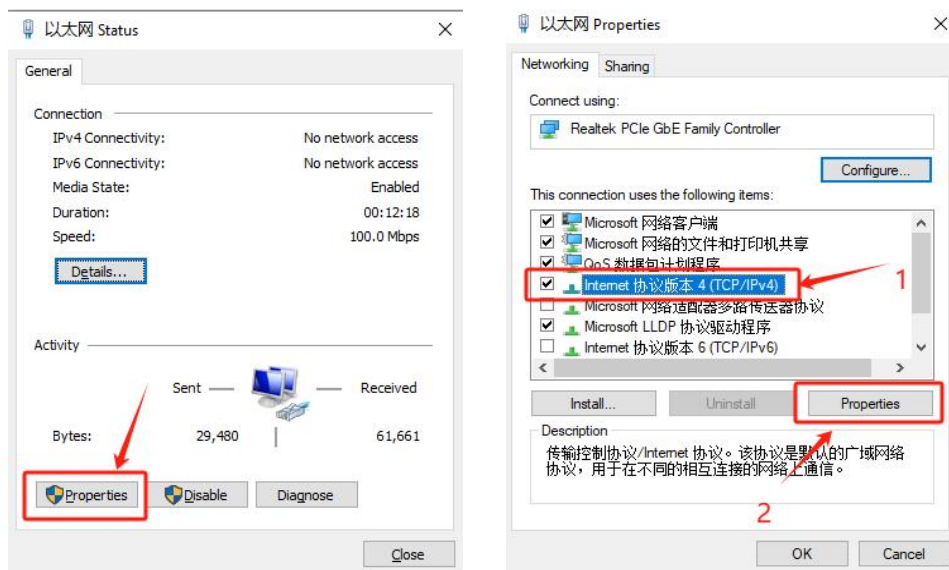 以太网 Status
General
Connection
IPv4 Connectivity: No network access
IPv6 Connectivity: No network access
Media State: Enabled
Duration: 00:12:18
Speed: 100.0 Mbps
Details...
Activity
Sent Received
Bytes: 29,480 61,661
Properties Disable Diagnose
Close
以太网 Properties
Networking Sharing
Connect using:
Realtek PCIe GbE Family Controller
Configure...
This connection uses the following items:
Microsoft 网络客户端
Microsoft 网络的文件和打印机共享
QoS 数据包计划程序
Internet 协议版本 4 (TCP/IPv4) 1
Microsoft 网络适配器多路传送器协议
Microsoft LLDP 协议驱动程序
Internet 协议版本 6 (TCP/IPv6)
Install... Uninstall Properties
Description
传输控制协议/Internet 协议。该协议是默认的广域网络
协议，用于在不同的相互连接的网络上通信。
2
OK Cancel